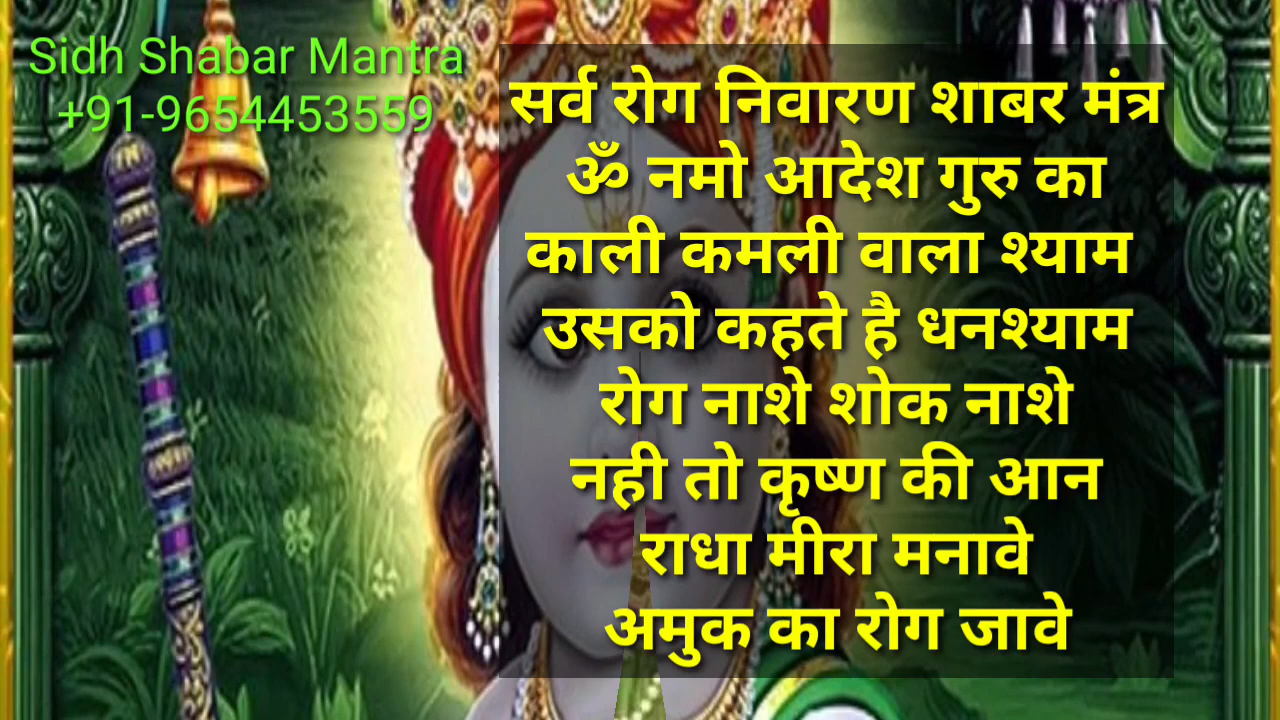 Sidh Shabar Mantra
+91-9654453559
सर्व रोग निवारण शाबर मंत्र
ॐ नमो आदेश गुरु का
काली कमली वाला श्याम
उसको कहते है धनश्याम
रोग नाशे शोक नाशे
नही तो कृष्ण की आन
राधा मीरा मनावे
अमुक का रोग जावे